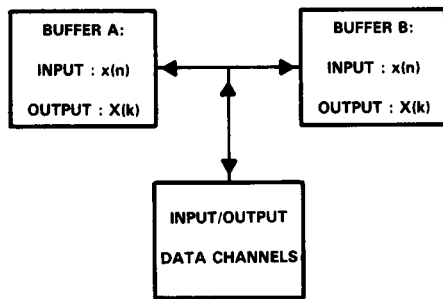 BUFFER A:
INPUT : x(n)
OUTPUT : X(k)
BUFFER B:
INPUT : x(n)
OUTPUT : X(k)
INPUT/OUTPUT
DATA CHANNELS